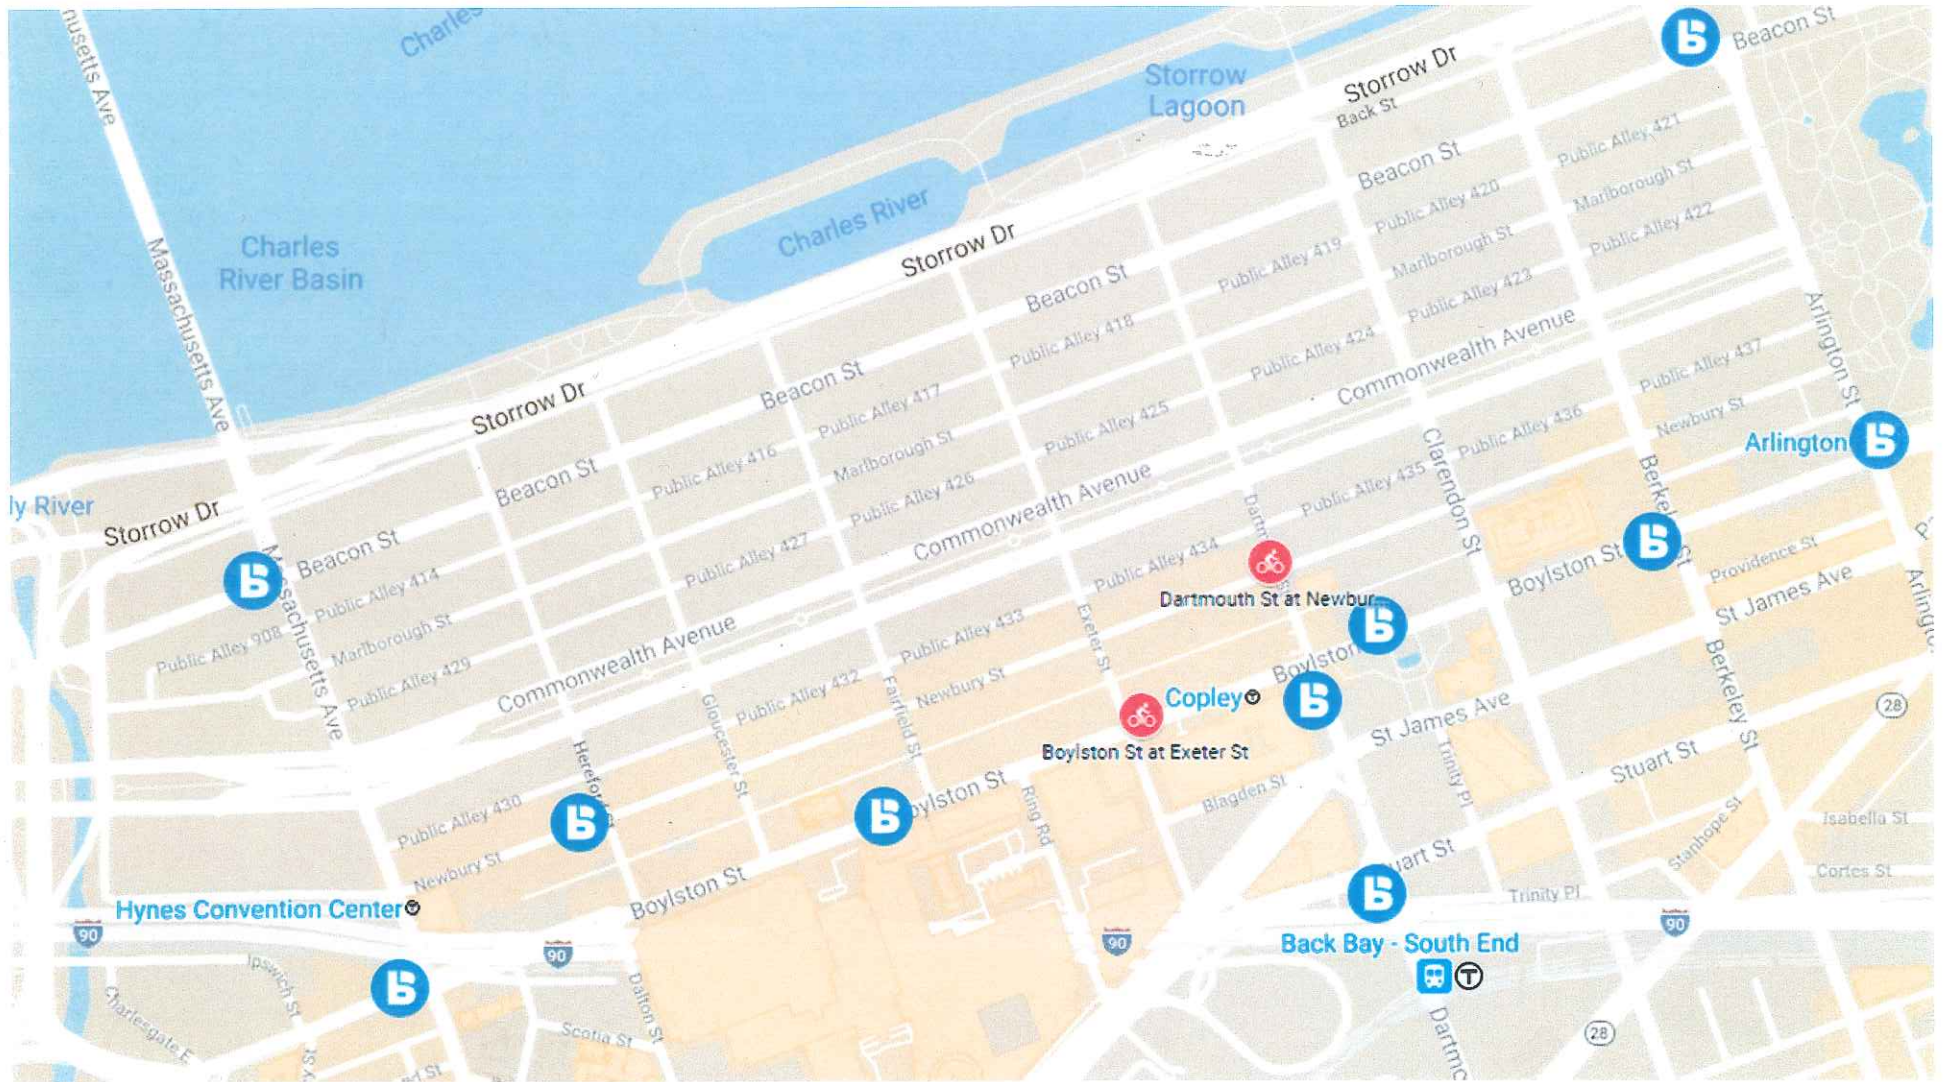 Charles
Beacon St
Massachusetts Ave
Storrow Dr
Storrow
Lagoon
Back St
Public Alley 421
Beacon St
Marlborough St
Public Alley 420
Charles River
Public Alley 422
Charles
River Basin
Storrow Dr
Public Alley 419
Marlborough St
Massachusetts Ave
Beacon St
Public Alley 423
Arlington St
Public Alley 418
Public Alley 424
Commonwealth Avenue
Public Alley 437
Storrow Dr
Beacon St
Public Alley 417
Public Alley 425
Public Alley 436
Newbury St
Arlington
Marlborough St
Clarendon St
Beacon St
Public Alley 416
Public Alley 426
Commonwealth Avenue
Public Alley 435
ly River
Storrow Dr
Beacon St
Public Alley 427
Public Alley 434
Boylston St
Providence St
Public Alley 414
Dartmouth St at Newbur...
St James Ave
Public Alley 908
Marlborough St
Massachusetts Ave
Commonwealth Avenue
Public Alley 433
Exeter St
Boylston
Berkeley St
Public Alley 429
Public Alley 432
Newbury St
Copley
St James Ave
28
Gloucester St
Fairfield St
Boylston St at Exeter St
Trinity Pl
Stuart St
Hereford St
Boylston St
Ring Rd
Blagden St
Public Alley 430
Stanhope St
Isabella St
Newbury St
Boylston St
uart St
Cortes St
Trinity Pl
Hynes Convention Center
90
90
90
90
Back Bay - South End
T
Ipswich St
Charlesgate E
Dalton St
Scotia St
Dartmo
28